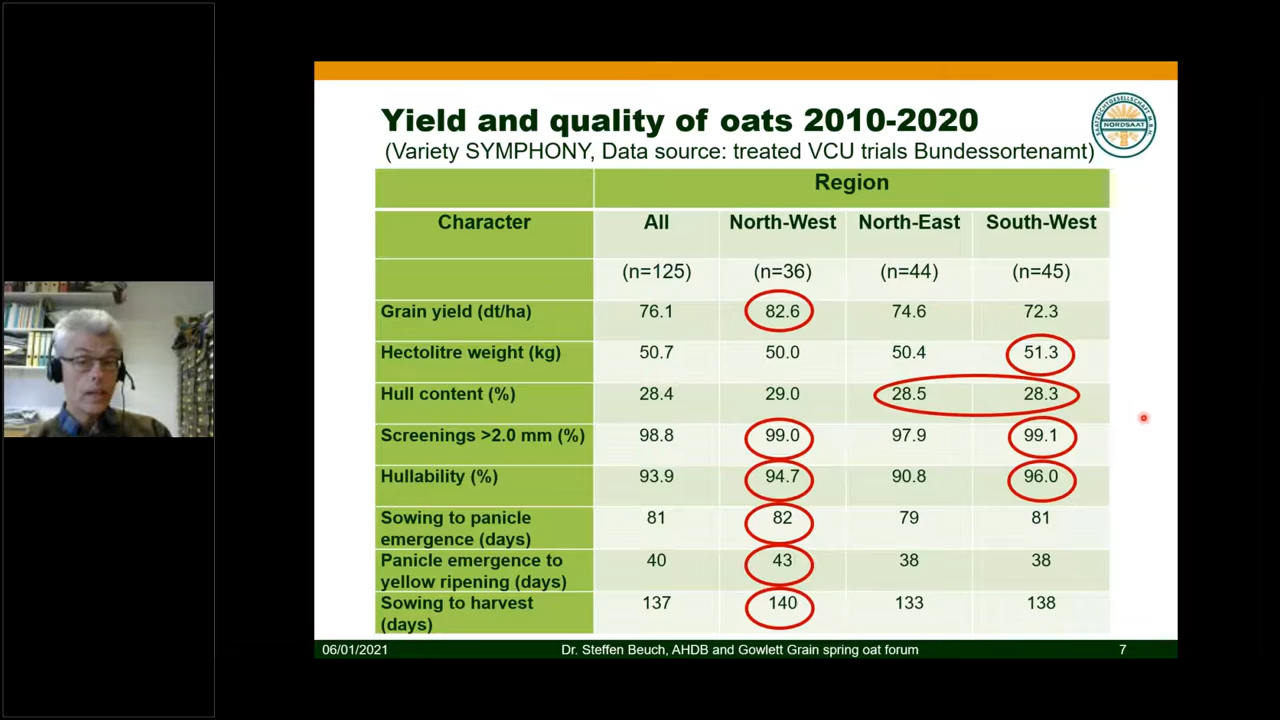 Yield and quality of oats 2010-2020
(Variety SYMPHONY, Data source: treated VCU trials Bundessortenamt)
NORDSAAT
Region
Character All North-West North-East South-West
(n=125) (n=36) (n=44) (n=45)
Grain yield (dt/ha) 76.1 82.6 74.6 72.3
Hectolitre weight (kg) 50.7 50.0 50.4 51.3
Hull content (%) 28.4 29.0 28.5 28.3
Screenings >2.0 mm (%) 98.8 99.0 97.9 99.1
Hullability (%) 93.9 94.7 90.8 96.0
Sowing to panicle 81 82 79 81
emergence (days)
Panicle emergence to 40 43 38 38
yellow ripening (days)
Sowing to harvest 137 140 133 138
(days)
06/01/2021 Dr. Steffen Beuch, AHDB and Gowlett Grain spring oat forum 7